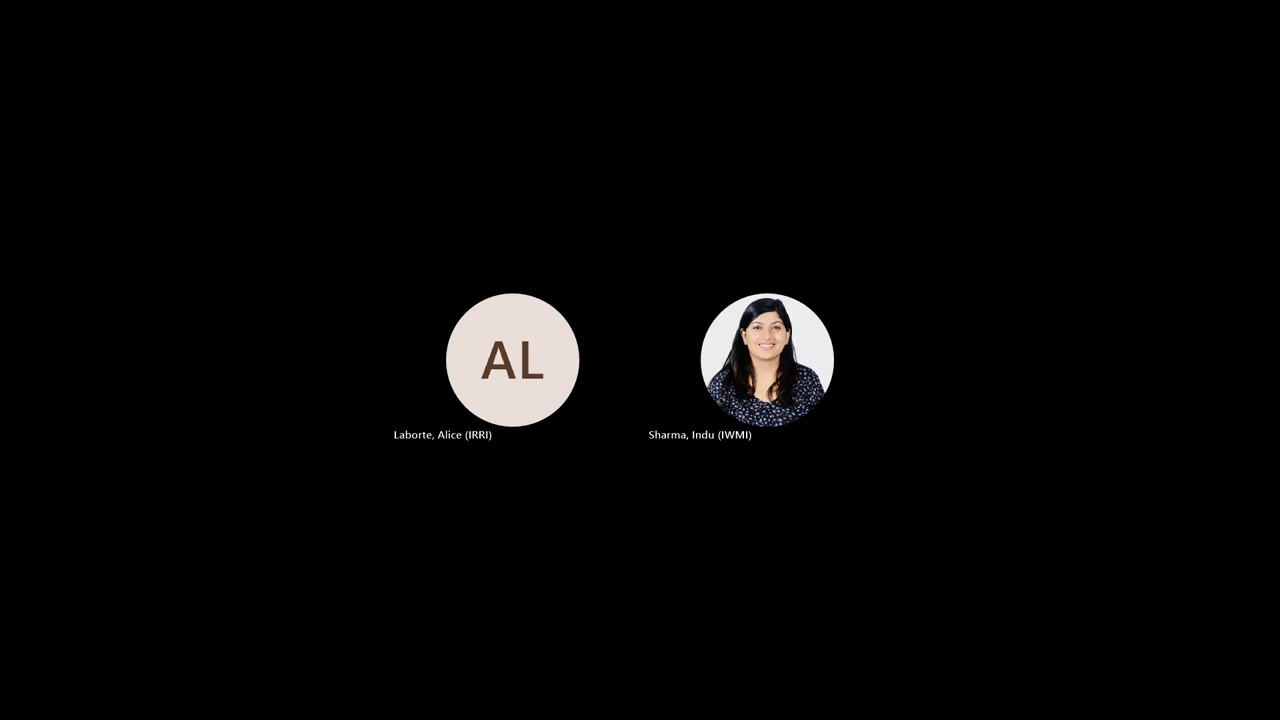 AL
Laborte, Alice (IRRI)
Sharma, Indu (IWMI)